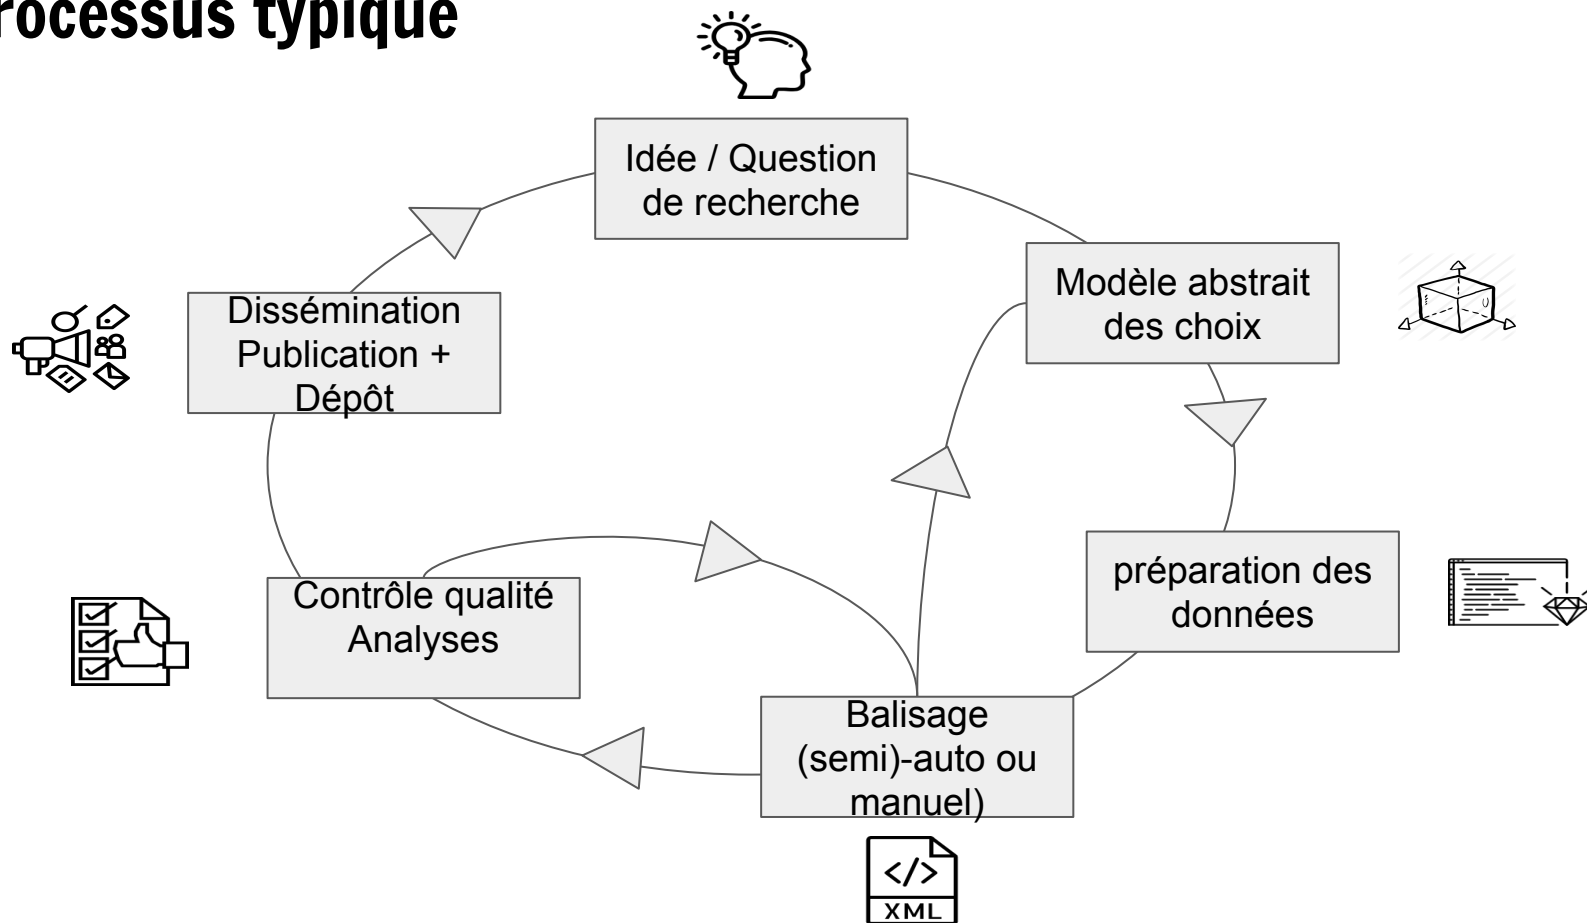 rocessus typique
Idée / Question
de recherche
Modèle abstrait
des choix
Dissémination
Publication +
Dépôt
préparation des
données
Contrôle qualité
Analyses
Balisage
(semi)-auto ou
manuel)
</>
XML